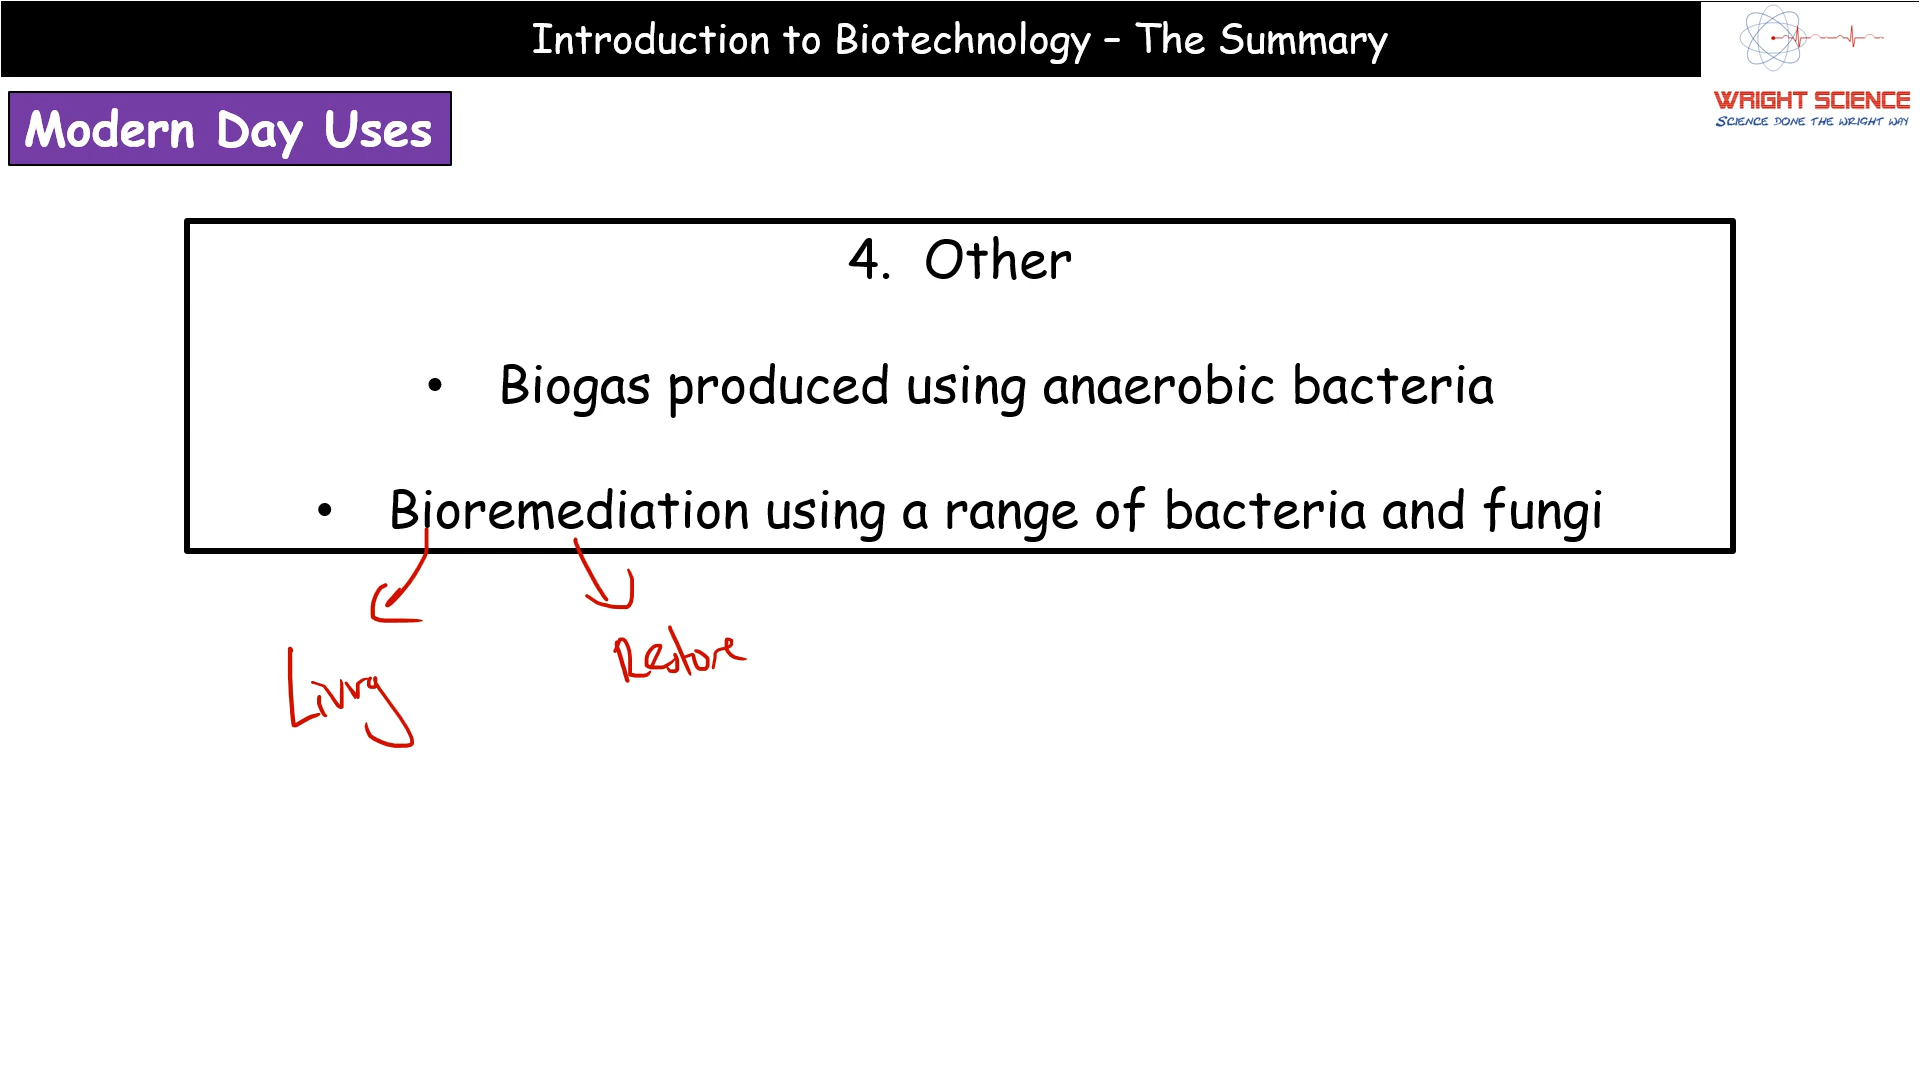 Introduction to Biotechnology – The Summary
WRIGHT SCIENCE
SCIENCE DONE THE WRIGHT WAY
Modern Day Uses
4. Other
• Biogas produced using anaerobic bacteria
• Bioremediation using a range of bacteria and fungi
Living
Restore